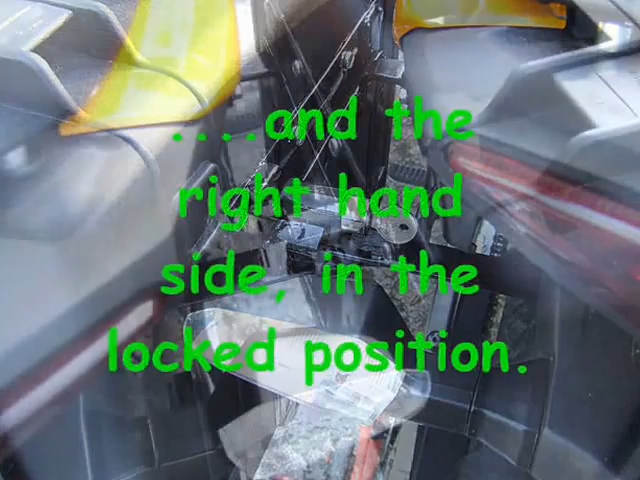 ....and the
right hand
side, in the
locked position.